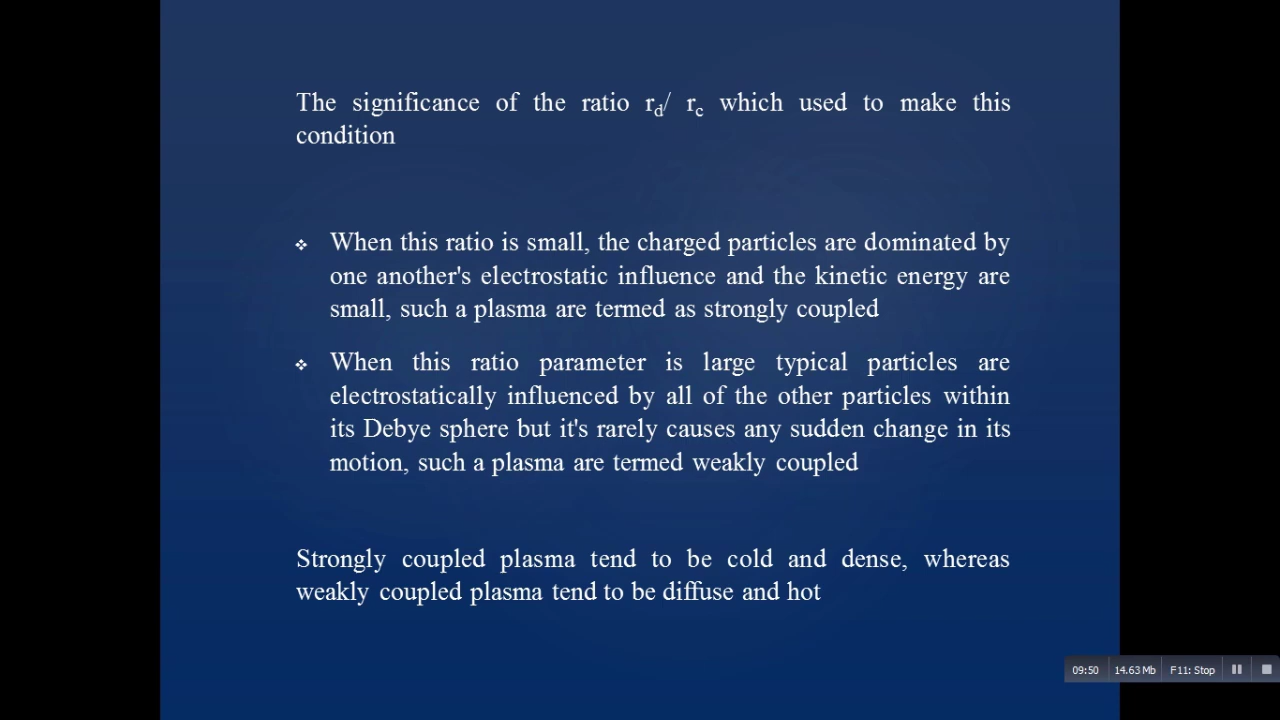 The significance of the ratio rd/ rc which used to make this
condition
❖ When this ratio is small, the charged particles are dominated by
one another's electrostatic influence and the kinetic energy are
small, such a plasma are termed as strongly coupled
❖ When this ratio parameter is large typical particles are
electrostatically influenced by all of the other particles within
its Debye sphere but it's rarely causes any sudden change in its
motion, such a plasma are termed weakly coupled
Strongly coupled plasma tend to be cold and dense, whereas
weakly coupled plasma tend to be diffuse and hot
09:50 14.63 Mb F11: Stop